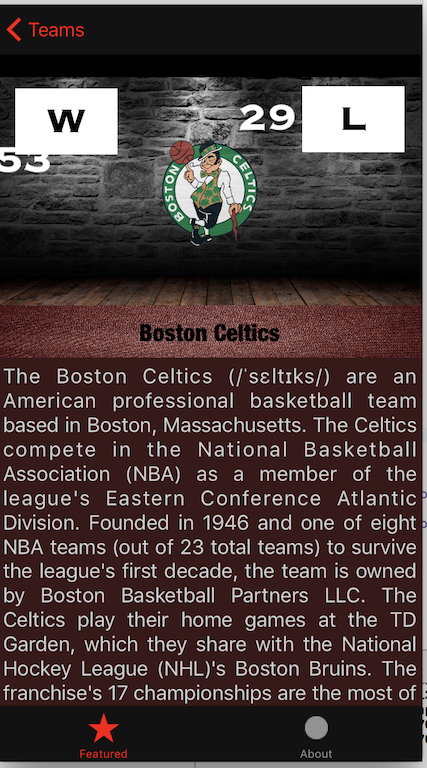 Teams
W
29
L
53
BOSTON CELTICS
Boston Celtics
The Boston Celtics (/ˈsɛltɪks/) are an
American professional basketball team
based in Boston, Massachusetts. The Celtics
compete in the National Basketball
Association (NBA) as a member of the
league's Eastern Conference Atlantic
Division. Founded in 1946 and one of eight
NBA teams (out of 23 total teams) to survive
the league's first decade, the team is owned
by Boston Basketball Partners LLC. The
Celtics play their home games at the TD
Garden, which they share with the National
Hockey League (NHL)'s Boston Bruins. The
franchise's 17 championships are the most of
Featured
About